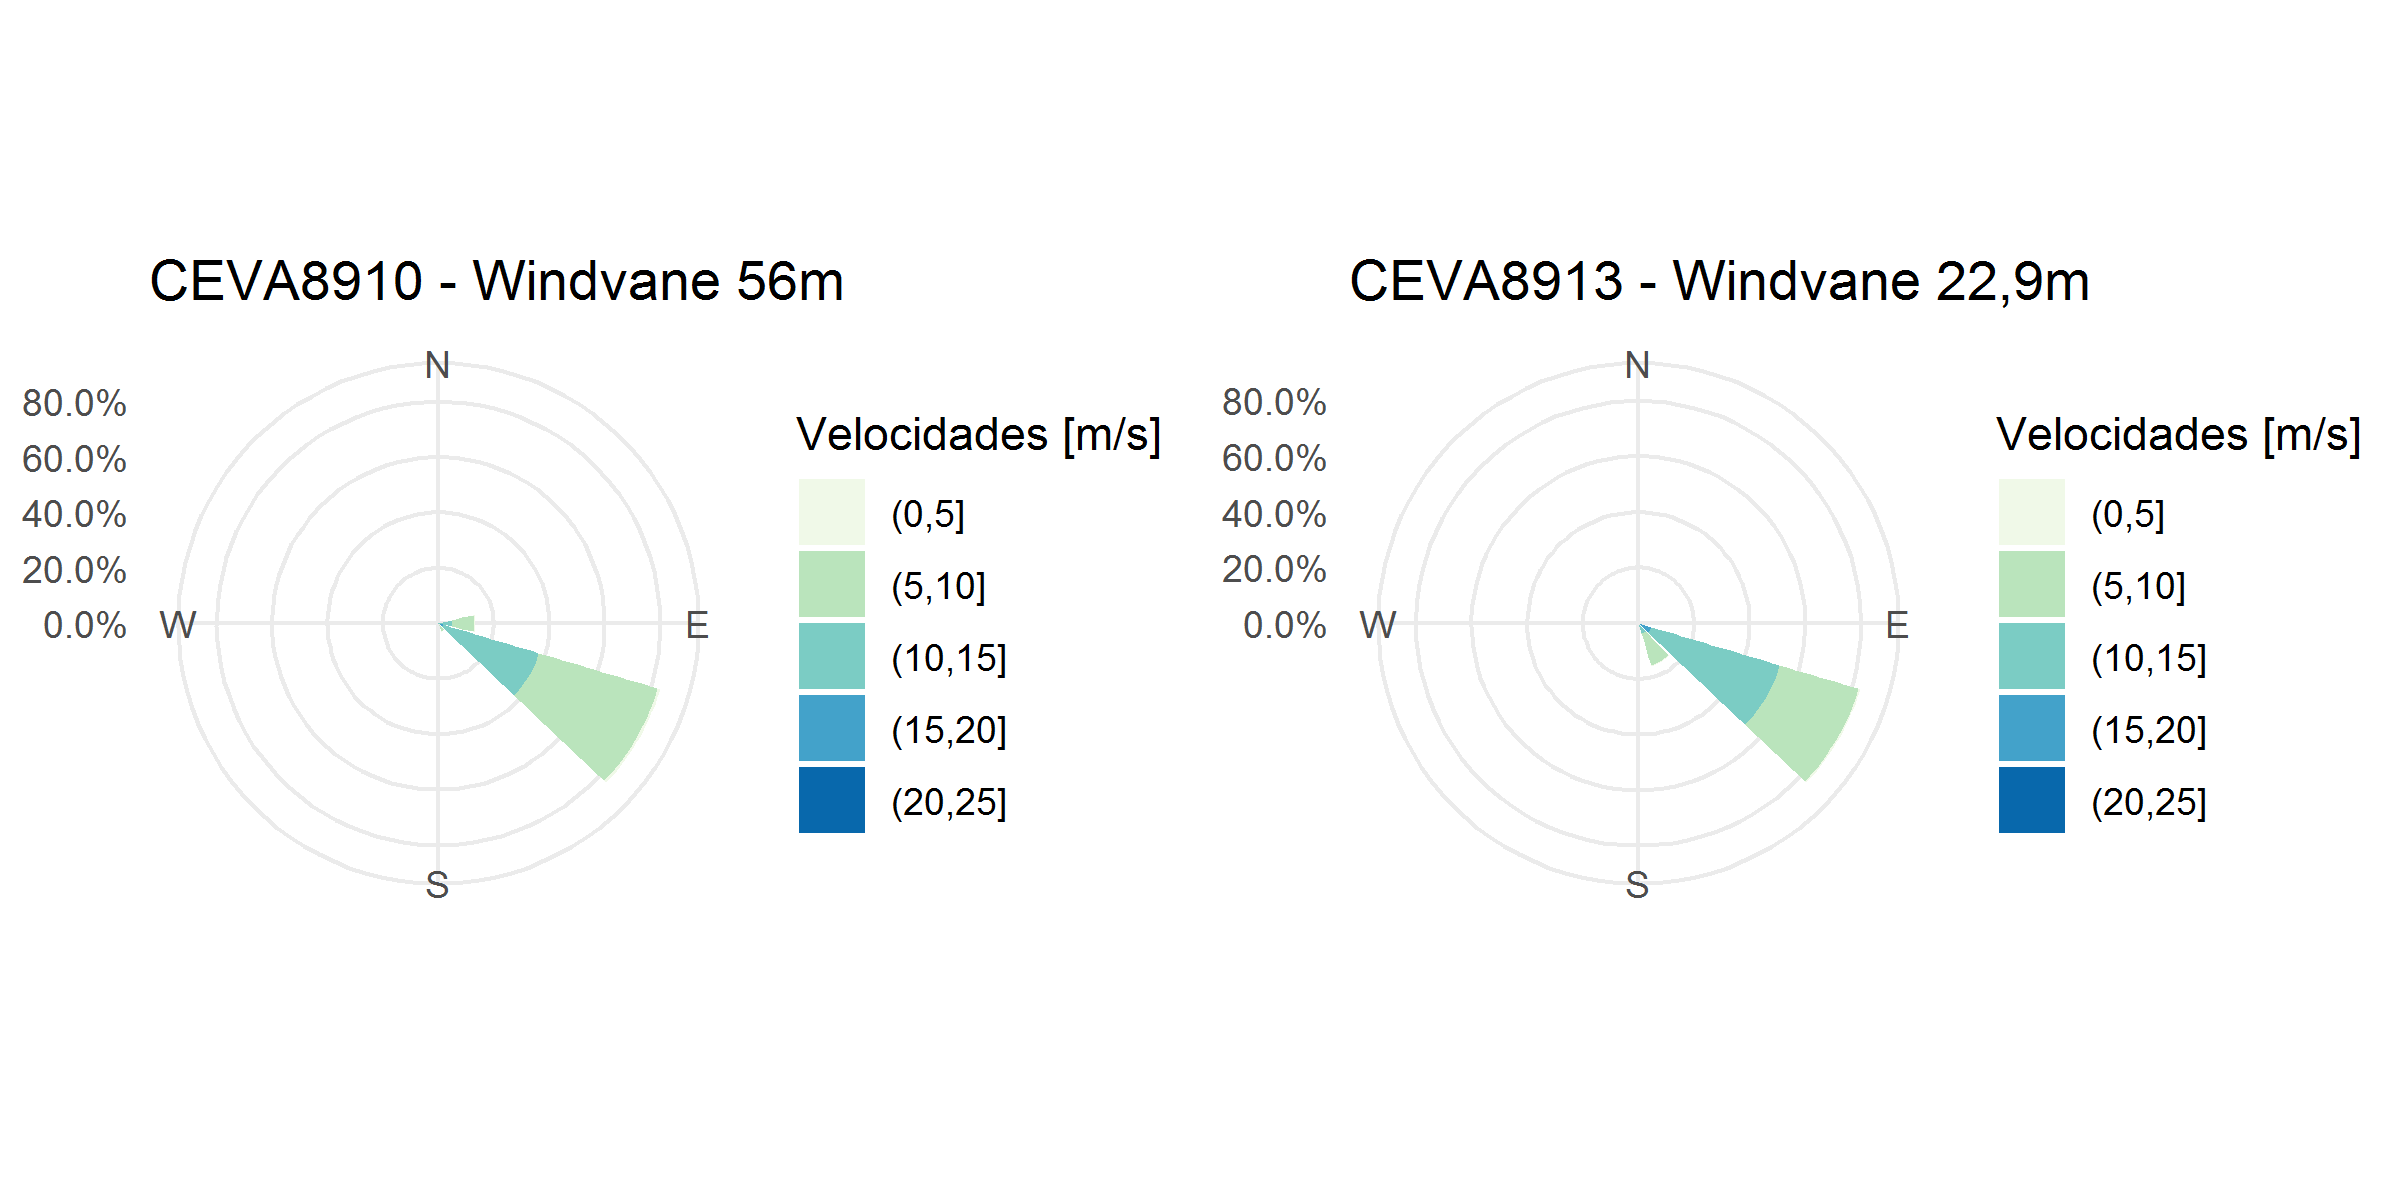 CEVA8910 - Windvane 56m
N
80.0%
60.0%
40.0%
20.0%
0.0%
W
E
S
Velocidades [m/s]
(0,5]
(5,10]
(10,15]
(15,20]
(20,25]
CEVA8913 - Windvane 22,9m
N
80.0%
60.0%
40.0%
20.0%
0.0%
W
E
S
Velocidades [m/s]
(0,5]
(5,10]
(10,15]
(15,20]
(20,25]